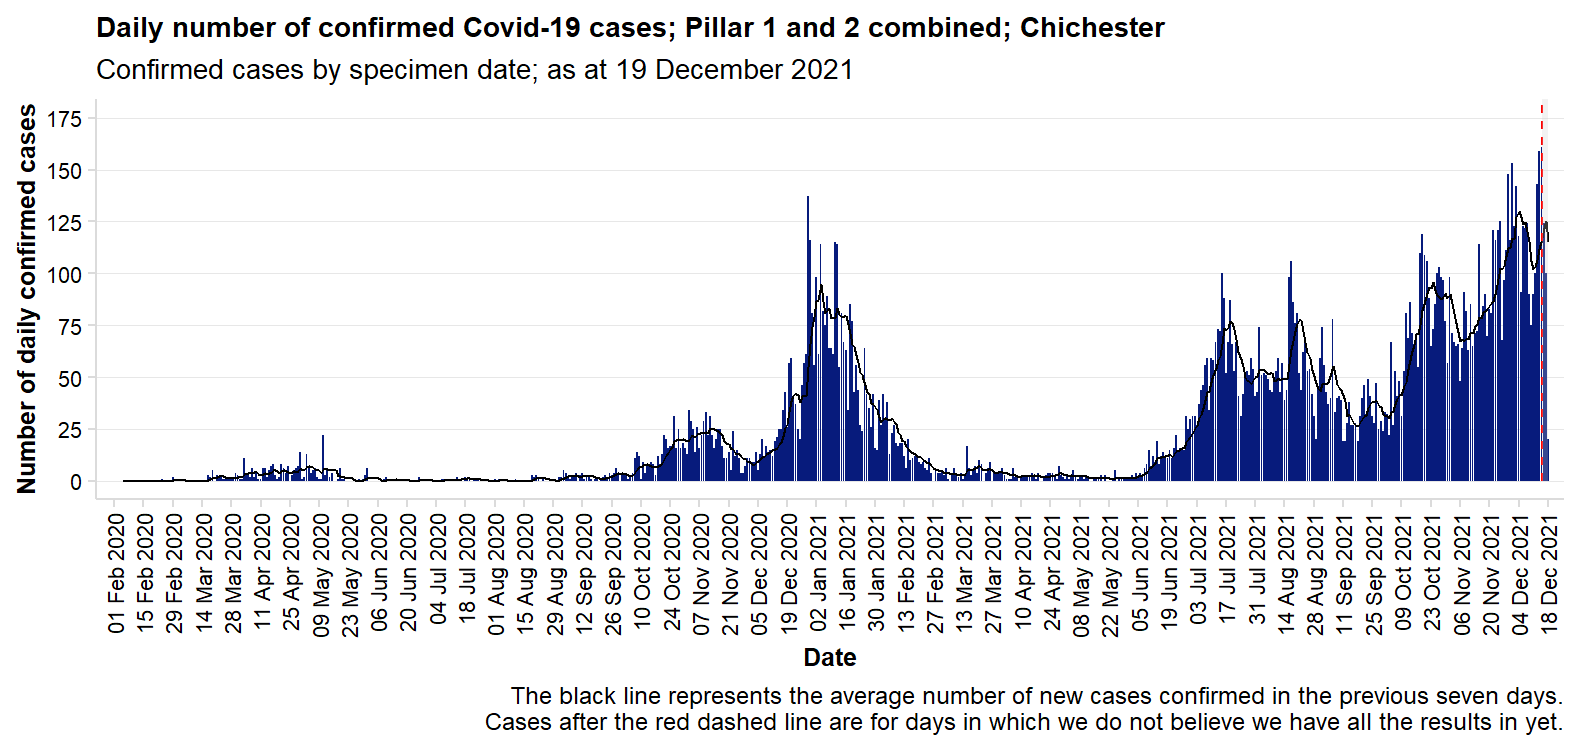 Daily number of confirmed Covid-19 cases; Pillar 1 and 2 combined; Chichester
Confirmed cases by specimen date; as at 19 December 2021
Number of daily confirmed cases
175
150
125
100
75
50
25
0
01 Feb 2020
15 Feb 2020
29 Feb 2020
14 Mar 2020
28 Mar 2020
11 Apr 2020
25 Apr 2020
09 May 2020
23 May 2020
06 Jun 2020
20 Jun 2020
04 Jul 2020
18 Jul 2020
01 Aug 2020
15 Aug 2020
29 Aug 2020
12 Sep 2020
26 Sep 2020
10 Oct 2020
24 Oct 2020
07 Nov 2020
21 Nov 2020
05 Dec 2020
19 Dec 2020
02 Jan 2021
16 Jan 2021
30 Jan 2021
13 Feb 2021
27 Feb 2021
13 Mar 2021
27 Mar 2021
10 Apr 2021
24 Apr 2021
08 May 2021
22 May 2021
05 Jun 2021
19 Jun 2021
03 Jul 2021
17 Jul 2021
31 Jul 2021
14 Aug 2021
28 Aug 2021
11 Sep 2021
25 Sep 2021
09 Oct 2021
23 Oct 2021
06 Nov 2021
20 Nov 2021
04 Dec 2021
18 Dec 2021
Date
The black line represents the average number of new cases confirmed in the previous seven days.
Cases after the red dashed line are for days in which we do not believe we have all the results in yet.